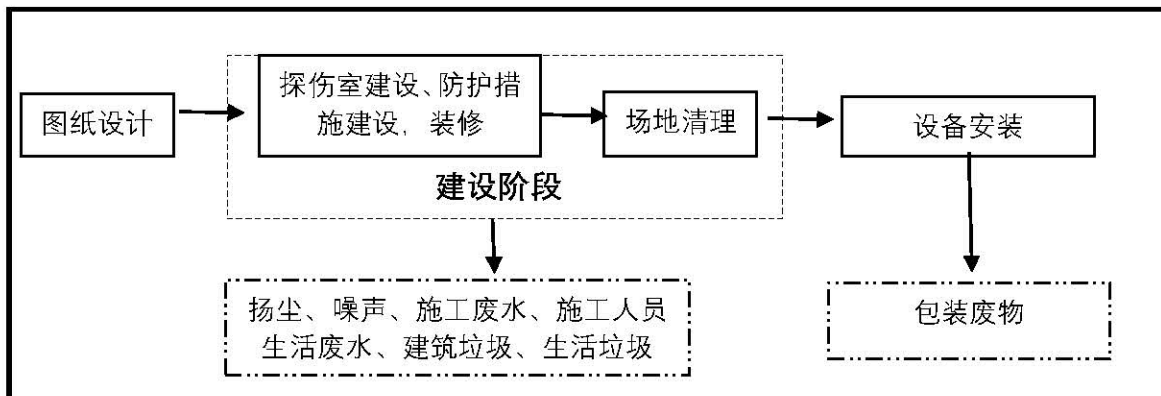 图纸设计
探伤室建设、防护措
施建设，装修
场地清理
设备安装
建设阶段
扬尘、噪声、施工废水、施工人员
生活废水、建筑垃圾、生活垃圾
包装废物